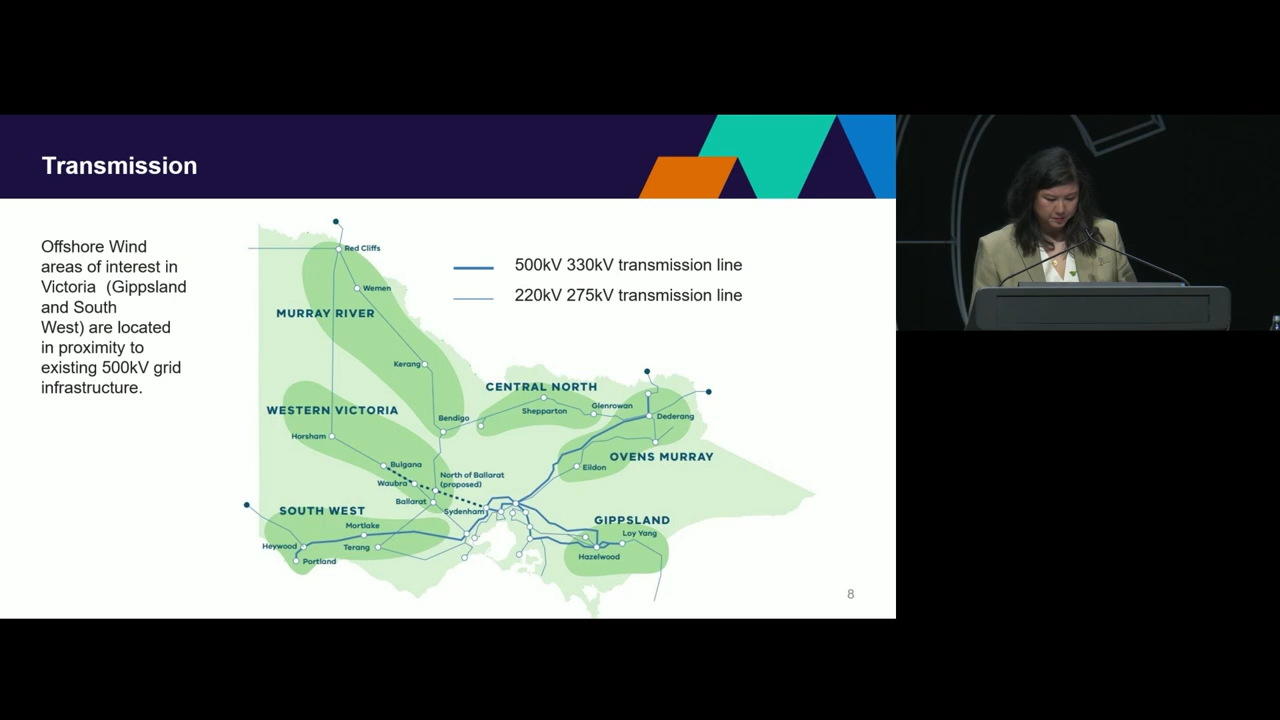 Transmission
Offshore Wind
areas of interest in
Victoria (Gippsland
and South
West) are located
in proximity to
existing 500kV grid
infrastructure.
500kV 330kV transmission line
220kV 275kV transmission line
Red Cliffs
Wemen
MURRAY RIVER
Kerang
CENTRAL NORTH
WESTERN VICTORIA
Shepparton
Glenrowan
Bendigo
Dederang
Horsham
OVENS MURRAY
Bulgana
Eildon
North of Ballarat
(proposed)
Waubra
Ballarat
Sydenham
SOUTH WEST
GIPPSLAND
Mortlake
Loy Yang
Heywood
Terang
Hazelwood
Portland
8